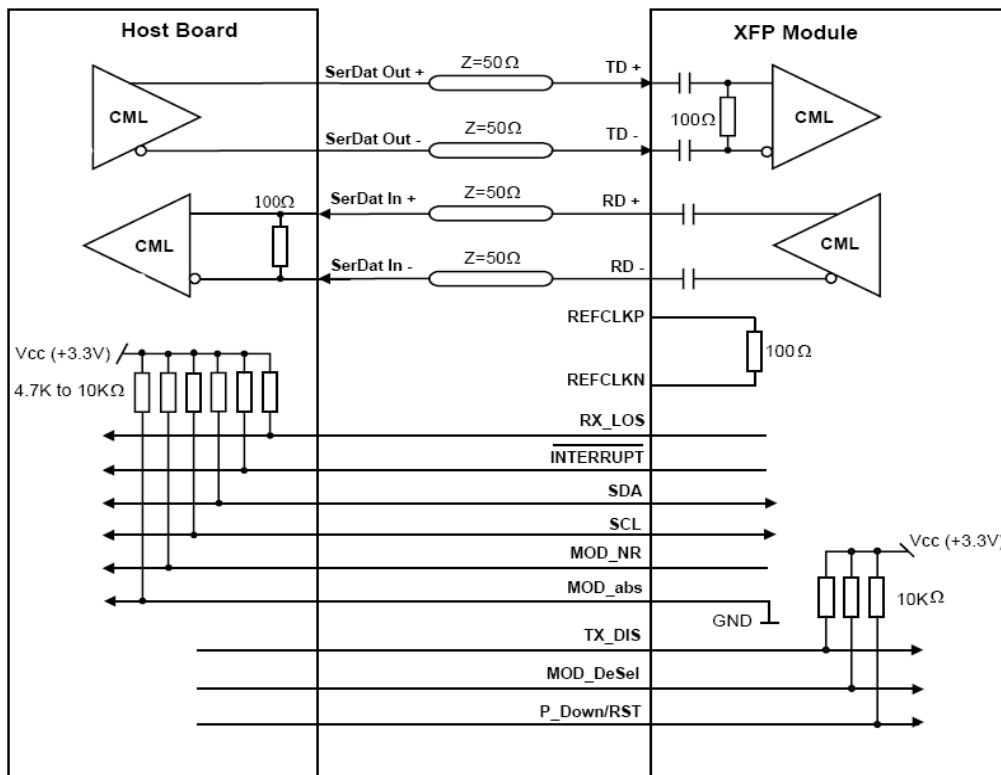 Host Board
XFP Module
SerDat Out +
Z=50Ω
TD +
CML
100Ω
CML
SerDat Out -
Z=50Ω
TD -
100Ω
SerDat In +
Z=50Ω
RD +
CML
CML
SerDat In -
Z=50Ω
RD -
REFCLKP
100Ω
REFCLKN
Vcc (+3.3V)
4.7K to 10KΩ
RX_LOS
INTERRUPT
SDA
SCL
Vcc (+3.3V)
MOD_NR
MOD_abs
10KΩ
GND
TX_DIS
MOD_DeSel
P_Down/RST